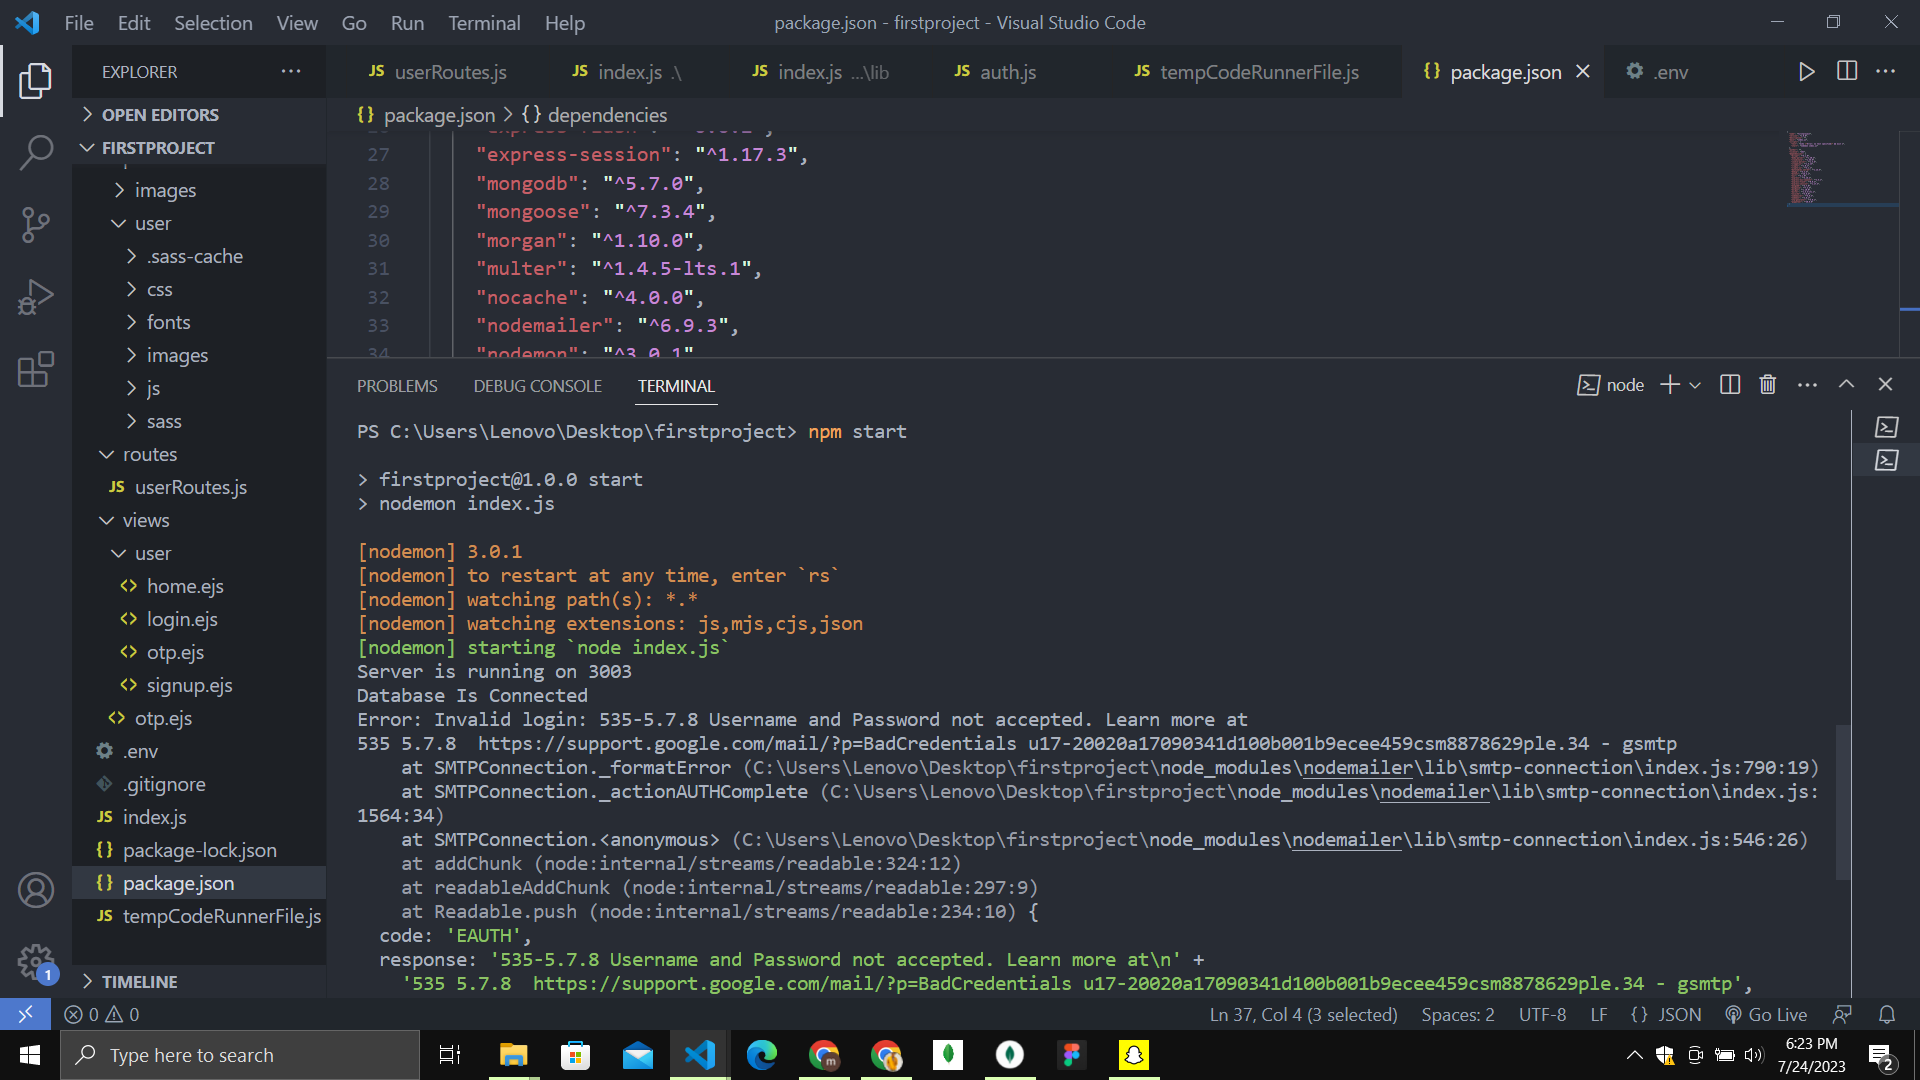 File Edit Selection View Go Run Terminal Help
package.json - firstproject - Visual Studio Code
EXPLORER
JS userRoutes.js
JS index.js .\
JS index.js ...\lib
JS auth.js
JS tempCodeRunnerFile.js
{} package.json
.env
OPEN EDITORS
FIRSTPROJECT
images
user
.sass-cache
css
fonts
images
js
sass
routes
JS userRoutes.js
views
user
<> home.ejs
<> login.ejs
<> otp.ejs
<> signup.ejs
<> otp.ejs
.env
.gitignore
JS index.js
{} package-lock.json
{} package.json
JS tempCodeRunnerFile.js
TIMELINE
{} package.json > {} dependencies
27 "express-session": "^1.17.3",
28 "mongodb": "^5.7.0",
29 "mongoose": "^7.3.4",
30 "morgan": "^1.10.0",
31 "multer": "^1.4.5-lts.1",
32 "nocache": "^4.0.0",
33 "nodemailer": "^6.9.3",
34 "nodemon": "^3.0.1"
PROBLEMS DEBUG CONSOLE TERMINAL
node
PS C:\Users\Lenovo\Desktop\firstproject> npm start
> firstproject@1.0.0 start
> nodemon index.js
[nodemon] 3.0.1
[nodemon] to restart at any time, enter `rs`
[nodemon] watching path(s): *.*
[nodemon] watching extensions: js,mjs,cjs,json
[nodemon] starting `node index.js`
Server is running on 3003
Database Is Connected
Error: Invalid login: 535-5.7.8 Username and Password not accepted. Learn more at
535 5.7.8  https://support.google.com/mail/?p=BadCredentials u17-20020a17090341d100b001b9ecee459csm8878629ple.34 - gsmtp
at SMTPConnection._formatError (C:\Users\Lenovo\Desktop\firstproject\node_modules\nodemailer\lib\smtp-connection\index.js:790:19)
at SMTPConnection._actionAUTHComplete (C:\Users\Lenovo\Desktop\firstproject\node_modules\nodemailer\lib\smtp-connection\index.js:
1564:34)
at SMTPConnection.<anonymous> (C:\Users\Lenovo\Desktop\firstproject\node_modules\nodemailer\lib\smtp-connection\index.js:546:26)
at addChunk (node:internal/streams/readable:324:12)
at readableAddChunk (node:internal/streams/readable:297:9)
at Readable.push (node:internal/streams/readable:234:10) {
code: 'EAUTH',
response: '535-5.7.8 Username and Password not accepted. Learn more at\n' +
'535 5.7.8  https://support.google.com/mail/?p=BadCredentials u17-20020a17090341d100b001b9ecee459csm8878629ple.34 - gsmtp',
1
0 0
Ln 37, Col 4 (3 selected) Spaces: 2 UTF-8 LF {} JSON Go Live
Type here to search
m
6:23 PM
7/24/2023
2